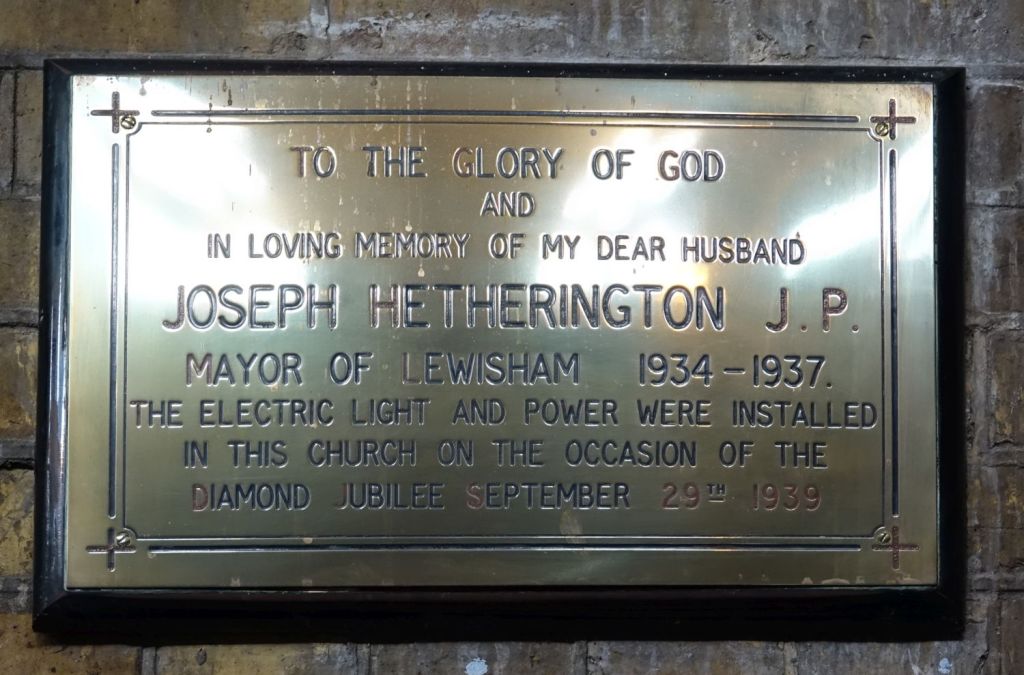 TO THE GLORY OF GOD
AND
IN LOVING MEMORY OF MY DEAR HUSBAND
JOSEPH HETHERINGTON J.P.
MAYOR OF LEWISHAM 1934-1937.
THE ELECTRIC LIGHT AND POWER WERE INSTALLED
IN THIS CHURCH ON THE OCCASION OF THE
DIAMOND JUBILEE SEPTEMBER 29TH 1939